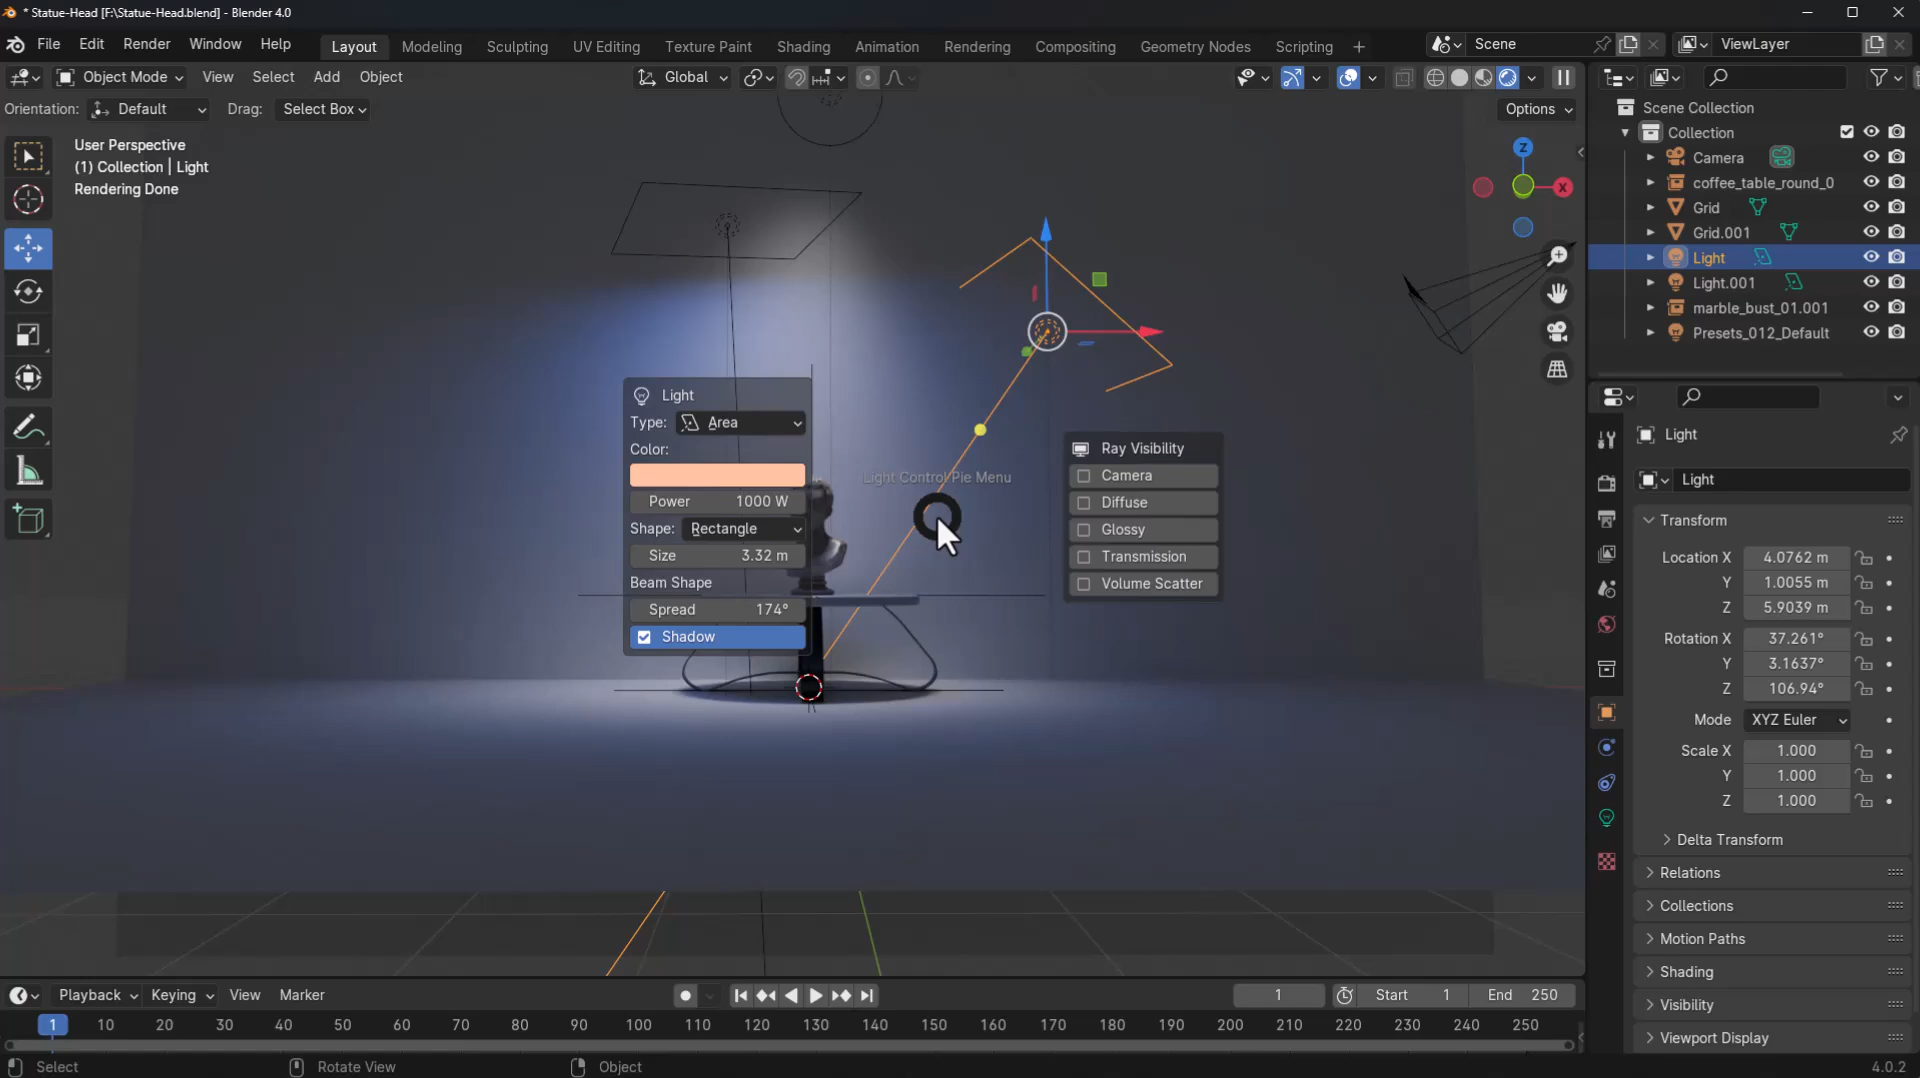 * Statue-Head [F:\Statue-Head.blend] - Blender 4.0
File Edit Render Window Help Layout Modeling Sculpting UV Editing Texture Paint Shading Animation Rendering Compositing Geometry Nodes Scripting + Scene ViewLayer
Object Mode View Select Add Object Global
Orientation: Default Drag: Select Box Options
User Perspective
(1) Collection | Light
Rendering Done
Z
X
Light
Type: Area
Color:
Power 1000 W
Shape: Rectangle
Size 3.32 m
Beam Shape
Spread 174°
Shadow
Light Control Pie Menu
Ray Visibility
Camera
Diffuse
Glossy
Transmission
Volume Scatter
Scene Collection
Collection
Camera
coffee_table_round_0
Grid
Grid.001
Light
Light.001
marble_bust_01.001
Presets_012_Default
Light
Light
Transform
Location X 4.0762 m
Y 1.0055 m
Z 5.9039 m
Rotation X 37.261°
Y 3.1637°
Z 106.94°
Mode XYZ Euler
Scale X 1.000
Y 1.000
Z 1.000
Delta Transform
Relations
Collections
Motion Paths
Shading
Visibility
Viewport Display
Playback Keying View Marker 1 Start 1 End 250
1 10 20 30 40 50 60 70 80 90 100 110 120 130 140 150 160 170 180 190 200 210 220 230 240 250
Select Rotate View Object 4.0.2